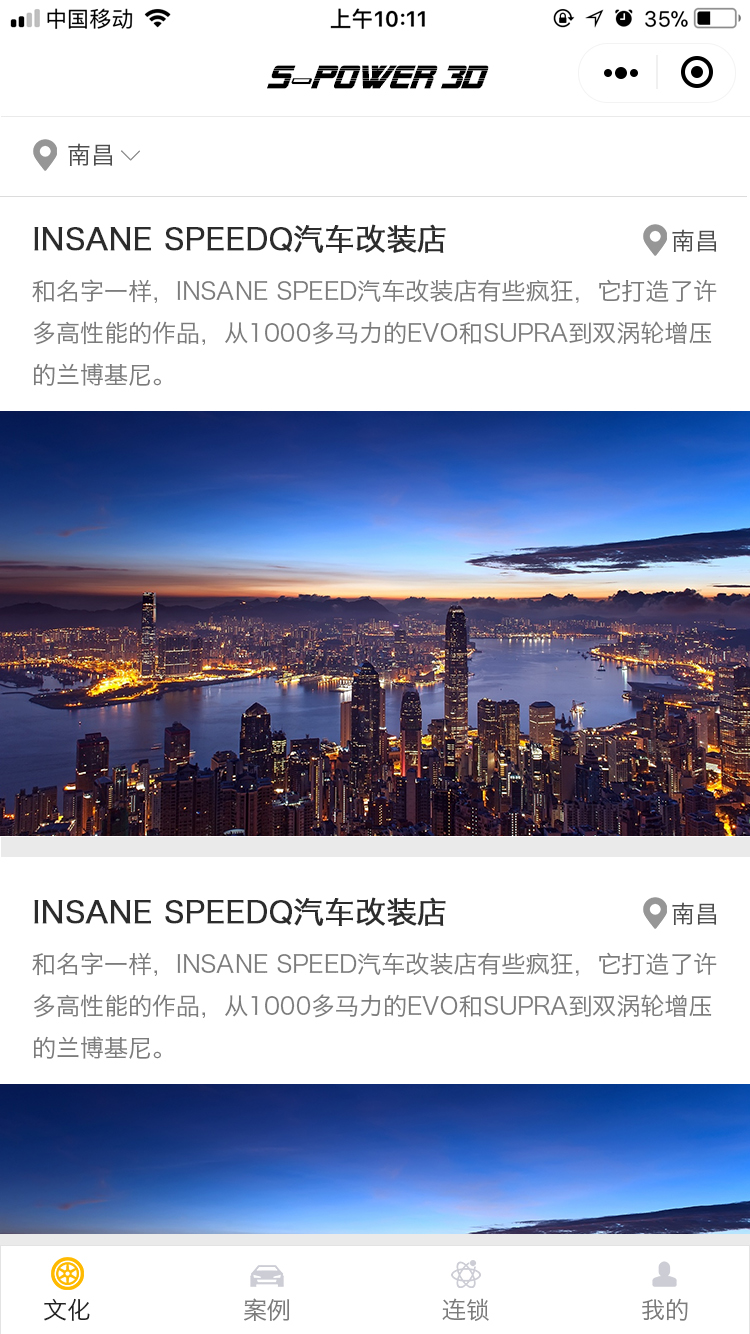 中国移动 上午10:11 35%
S-POWER 3D
南昌
INSANE SPEEDQ汽车改装店 南昌
和名字一样，INSANE SPEED汽车改装店有些疯狂，它打造了许
多高性能的作品，从1000多马力的EVO和SUPRA到双涡轮增压
的兰博基尼。
INSANE SPEEDQ汽车改装店 南昌
和名字一样，INSANE SPEED汽车改装店有些疯狂，它打造了许
多高性能的作品，从1000多马力的EVO和SUPRA到双涡轮增压
的兰博基尼。
文化 案例 连锁 我的